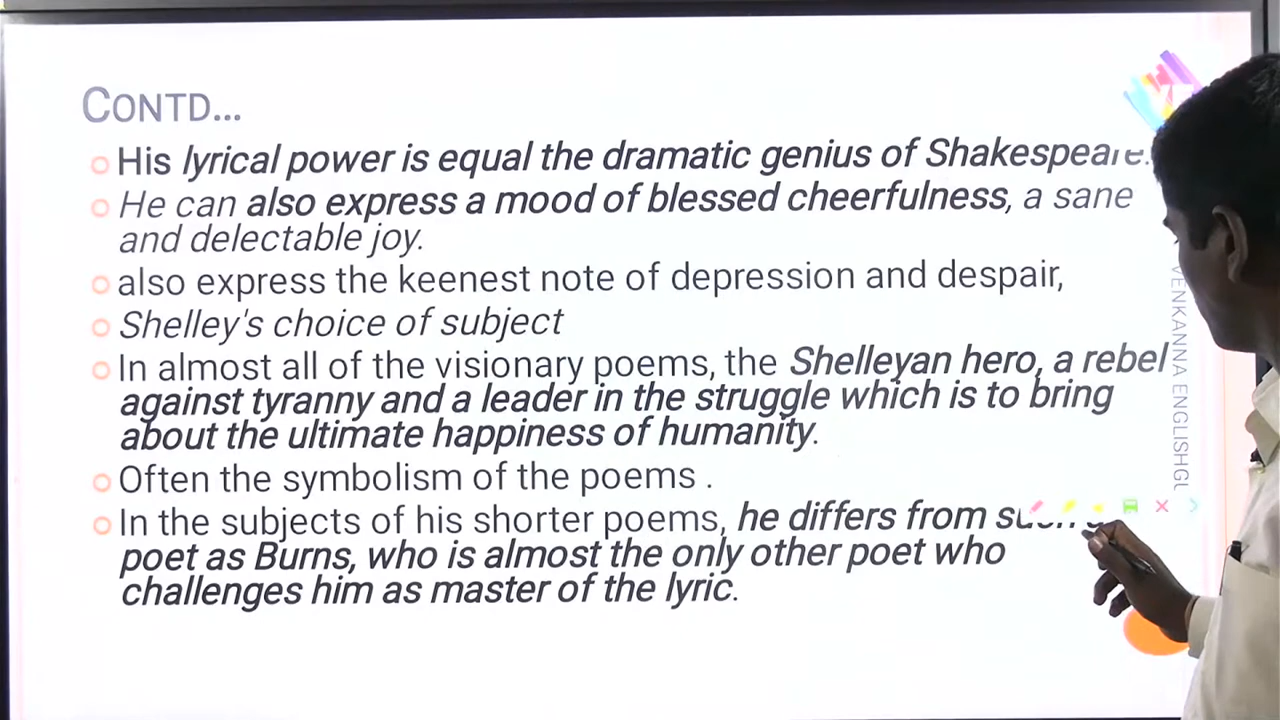 CONTD...
His lyrical power is equal the dramatic genius of Shakespeare.
He can also express a mood of blessed cheerfulness, a sane
and delectable joy.
also express the keenest note of depression and despair,
Shelley's choice of subject
In almost all of the visionary poems, the Shelleyan hero, a rebel
against tyranny and a leader in the struggle which is to bring
about the ultimate happiness of humanity.
Often the symbolism of the poems .
In the subjects of his shorter poems, he differs from such a
poet as Burns, who is almost the only other poet who
challenges him as master of the lyric.
VENKANNA ENGLISHGU